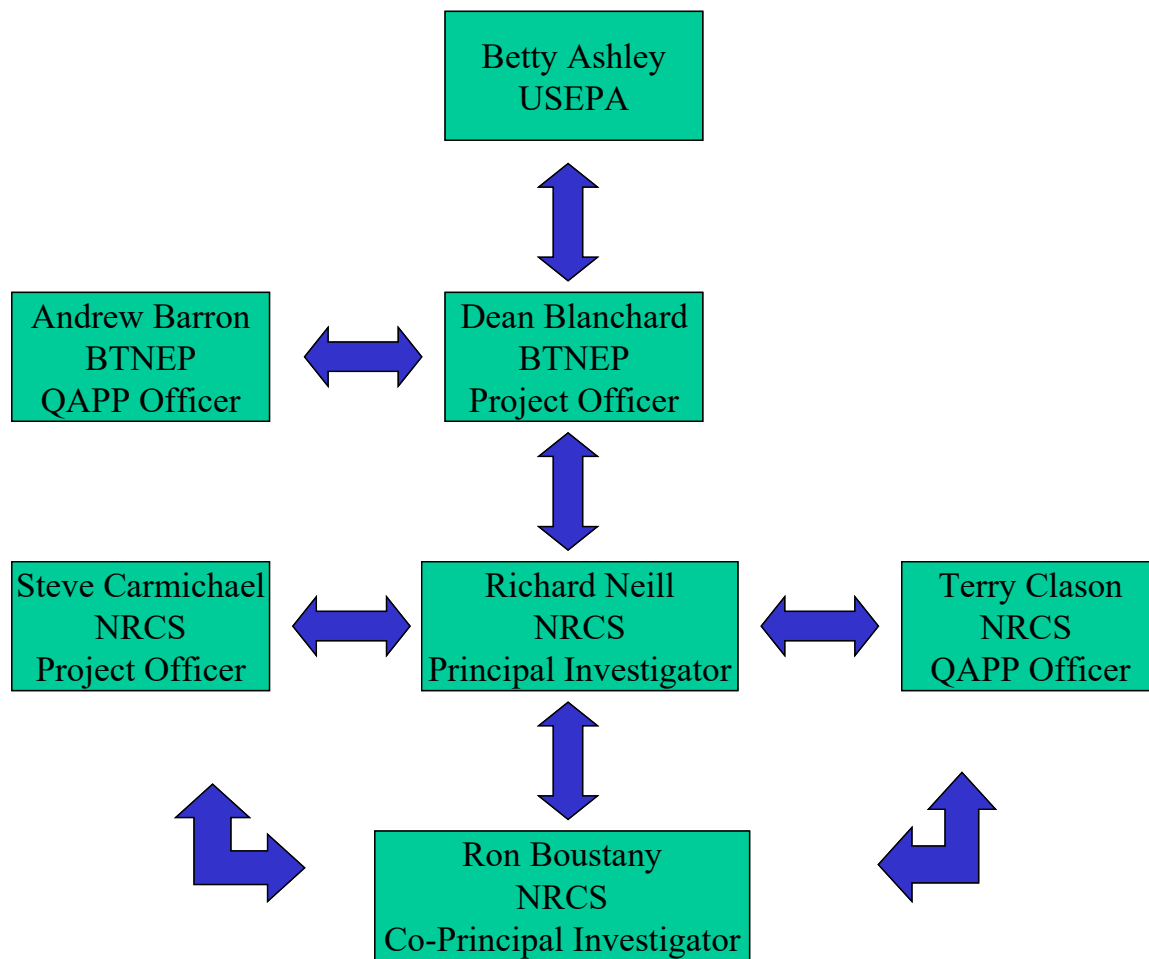 Betty Ashley
USEPA
Andrew Barron
BTNEP
QAPP Officer
Dean Blanchard
BTNEP
Project Officer
Steve Carmichael
NRCS
Project Officer
Richard Neill
NRCS
Principal Investigator
Terry Clason
NRCS
QAPP Officer
Ron Boustany
NRCS
Co-Principal Investigator